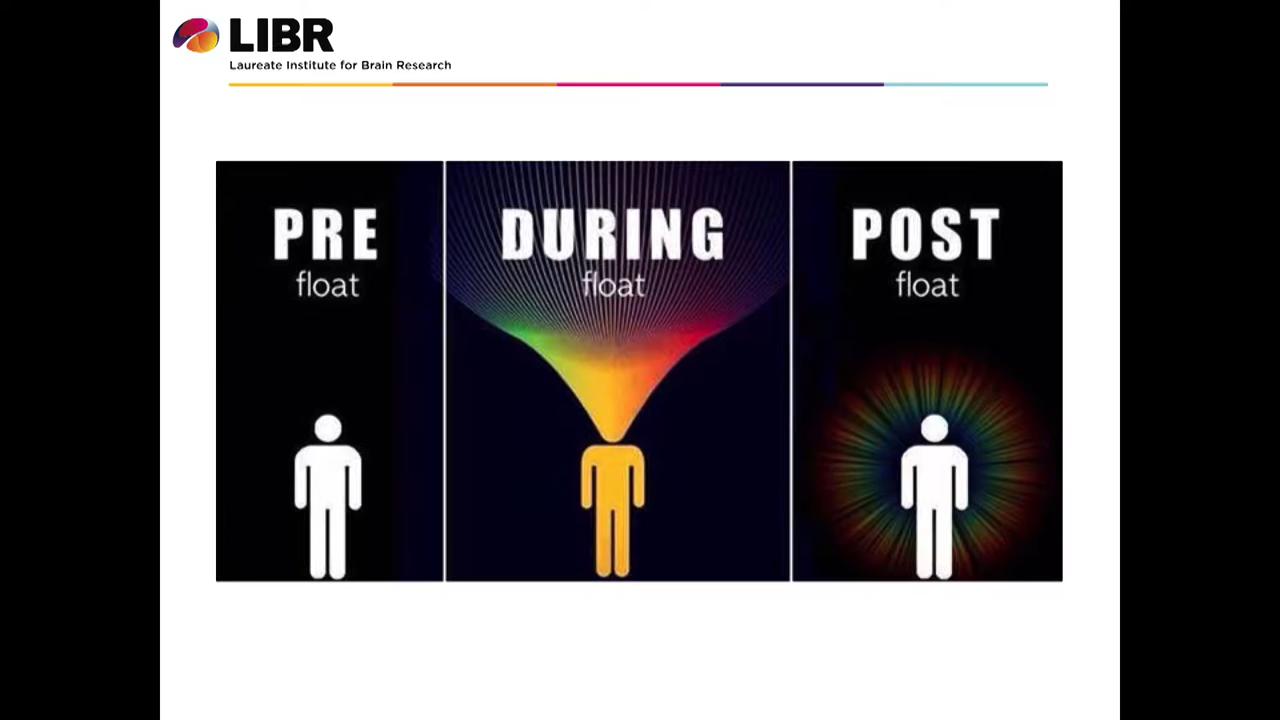 LIBR
Laureate Institute for Brain Research
PRE
float
DURING
float
POST
float